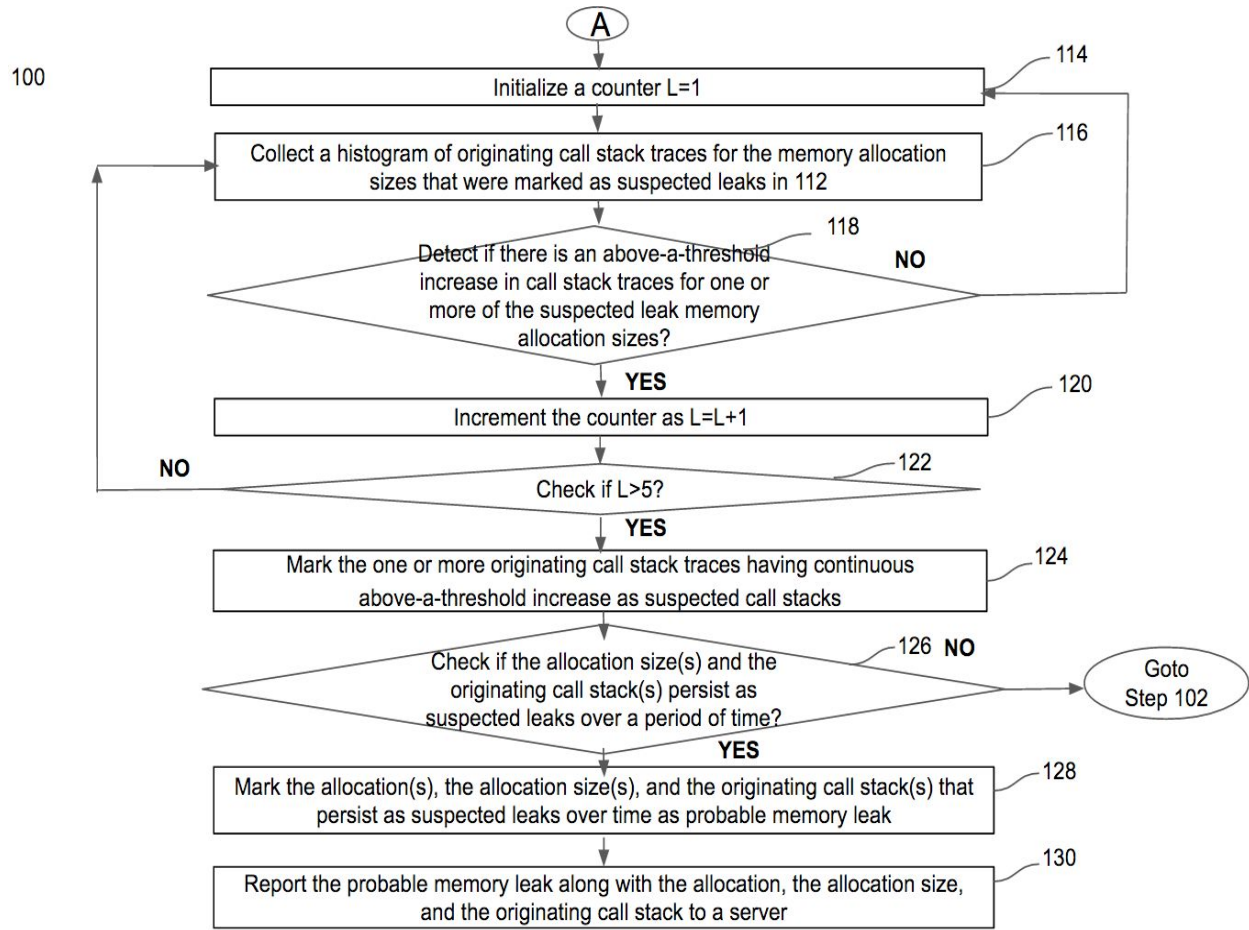 A
100
114
Initialize a counter L=1
116
Collect a histogram of originating call stack traces for the memory allocation
sizes that were marked as suspected leaks in 112
118
Detect if there is an above-a-threshold
increase in call stack traces for one or
more of the suspected leak memory
allocation sizes?
NO
YES
120
Increment the counter as L=L+1
NO
122
Check if L>5?
YES
124
Mark the one or more originating call stack traces having continuous
above-a-threshold increase as suspected call stacks
126 NO
Check if the allocation size(s) and the
originating call stack(s) persist as
suspected leaks over a period of time?
Goto
Step 102
YES
128
Mark the allocation(s), the allocation size(s), and the originating call stack(s) that
persist as suspected leaks over time as probable memory leak
130
Report the probable memory leak along with the allocation, the allocation size,
and the originating call stack to a server